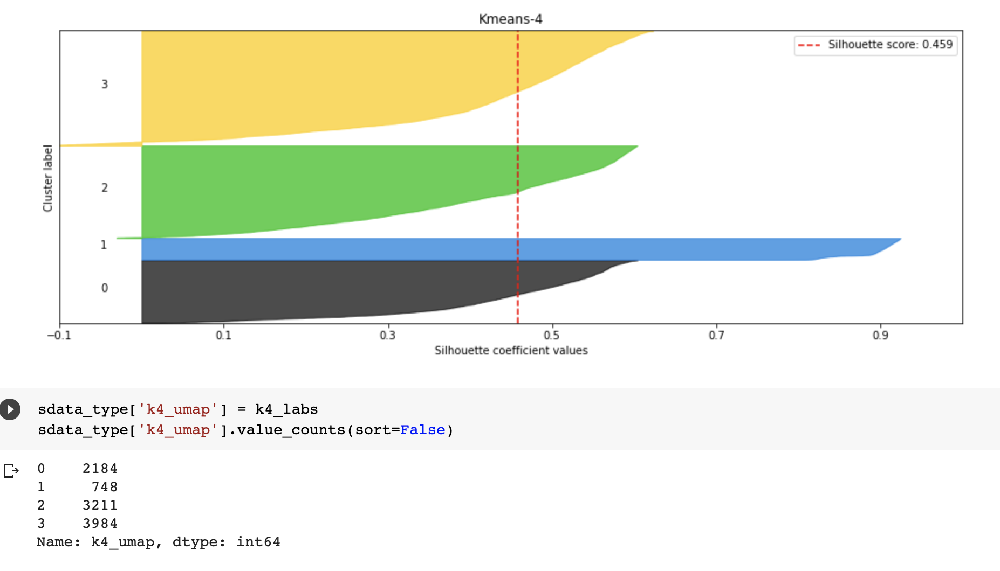 Kmeans-4
Silhouette score: 0.459
3
2
1
0
Cluster label
−0.1 0.1 0.3 0.5 0.7 0.9
Silhouette coefficient values
sdata_type['k4_umap'] = k4_labs
sdata_type['k4_umap'].value_counts(sort=False)
0 2184
1 748
2 3211
3 3984
Name: k4_umap, dtype: int64